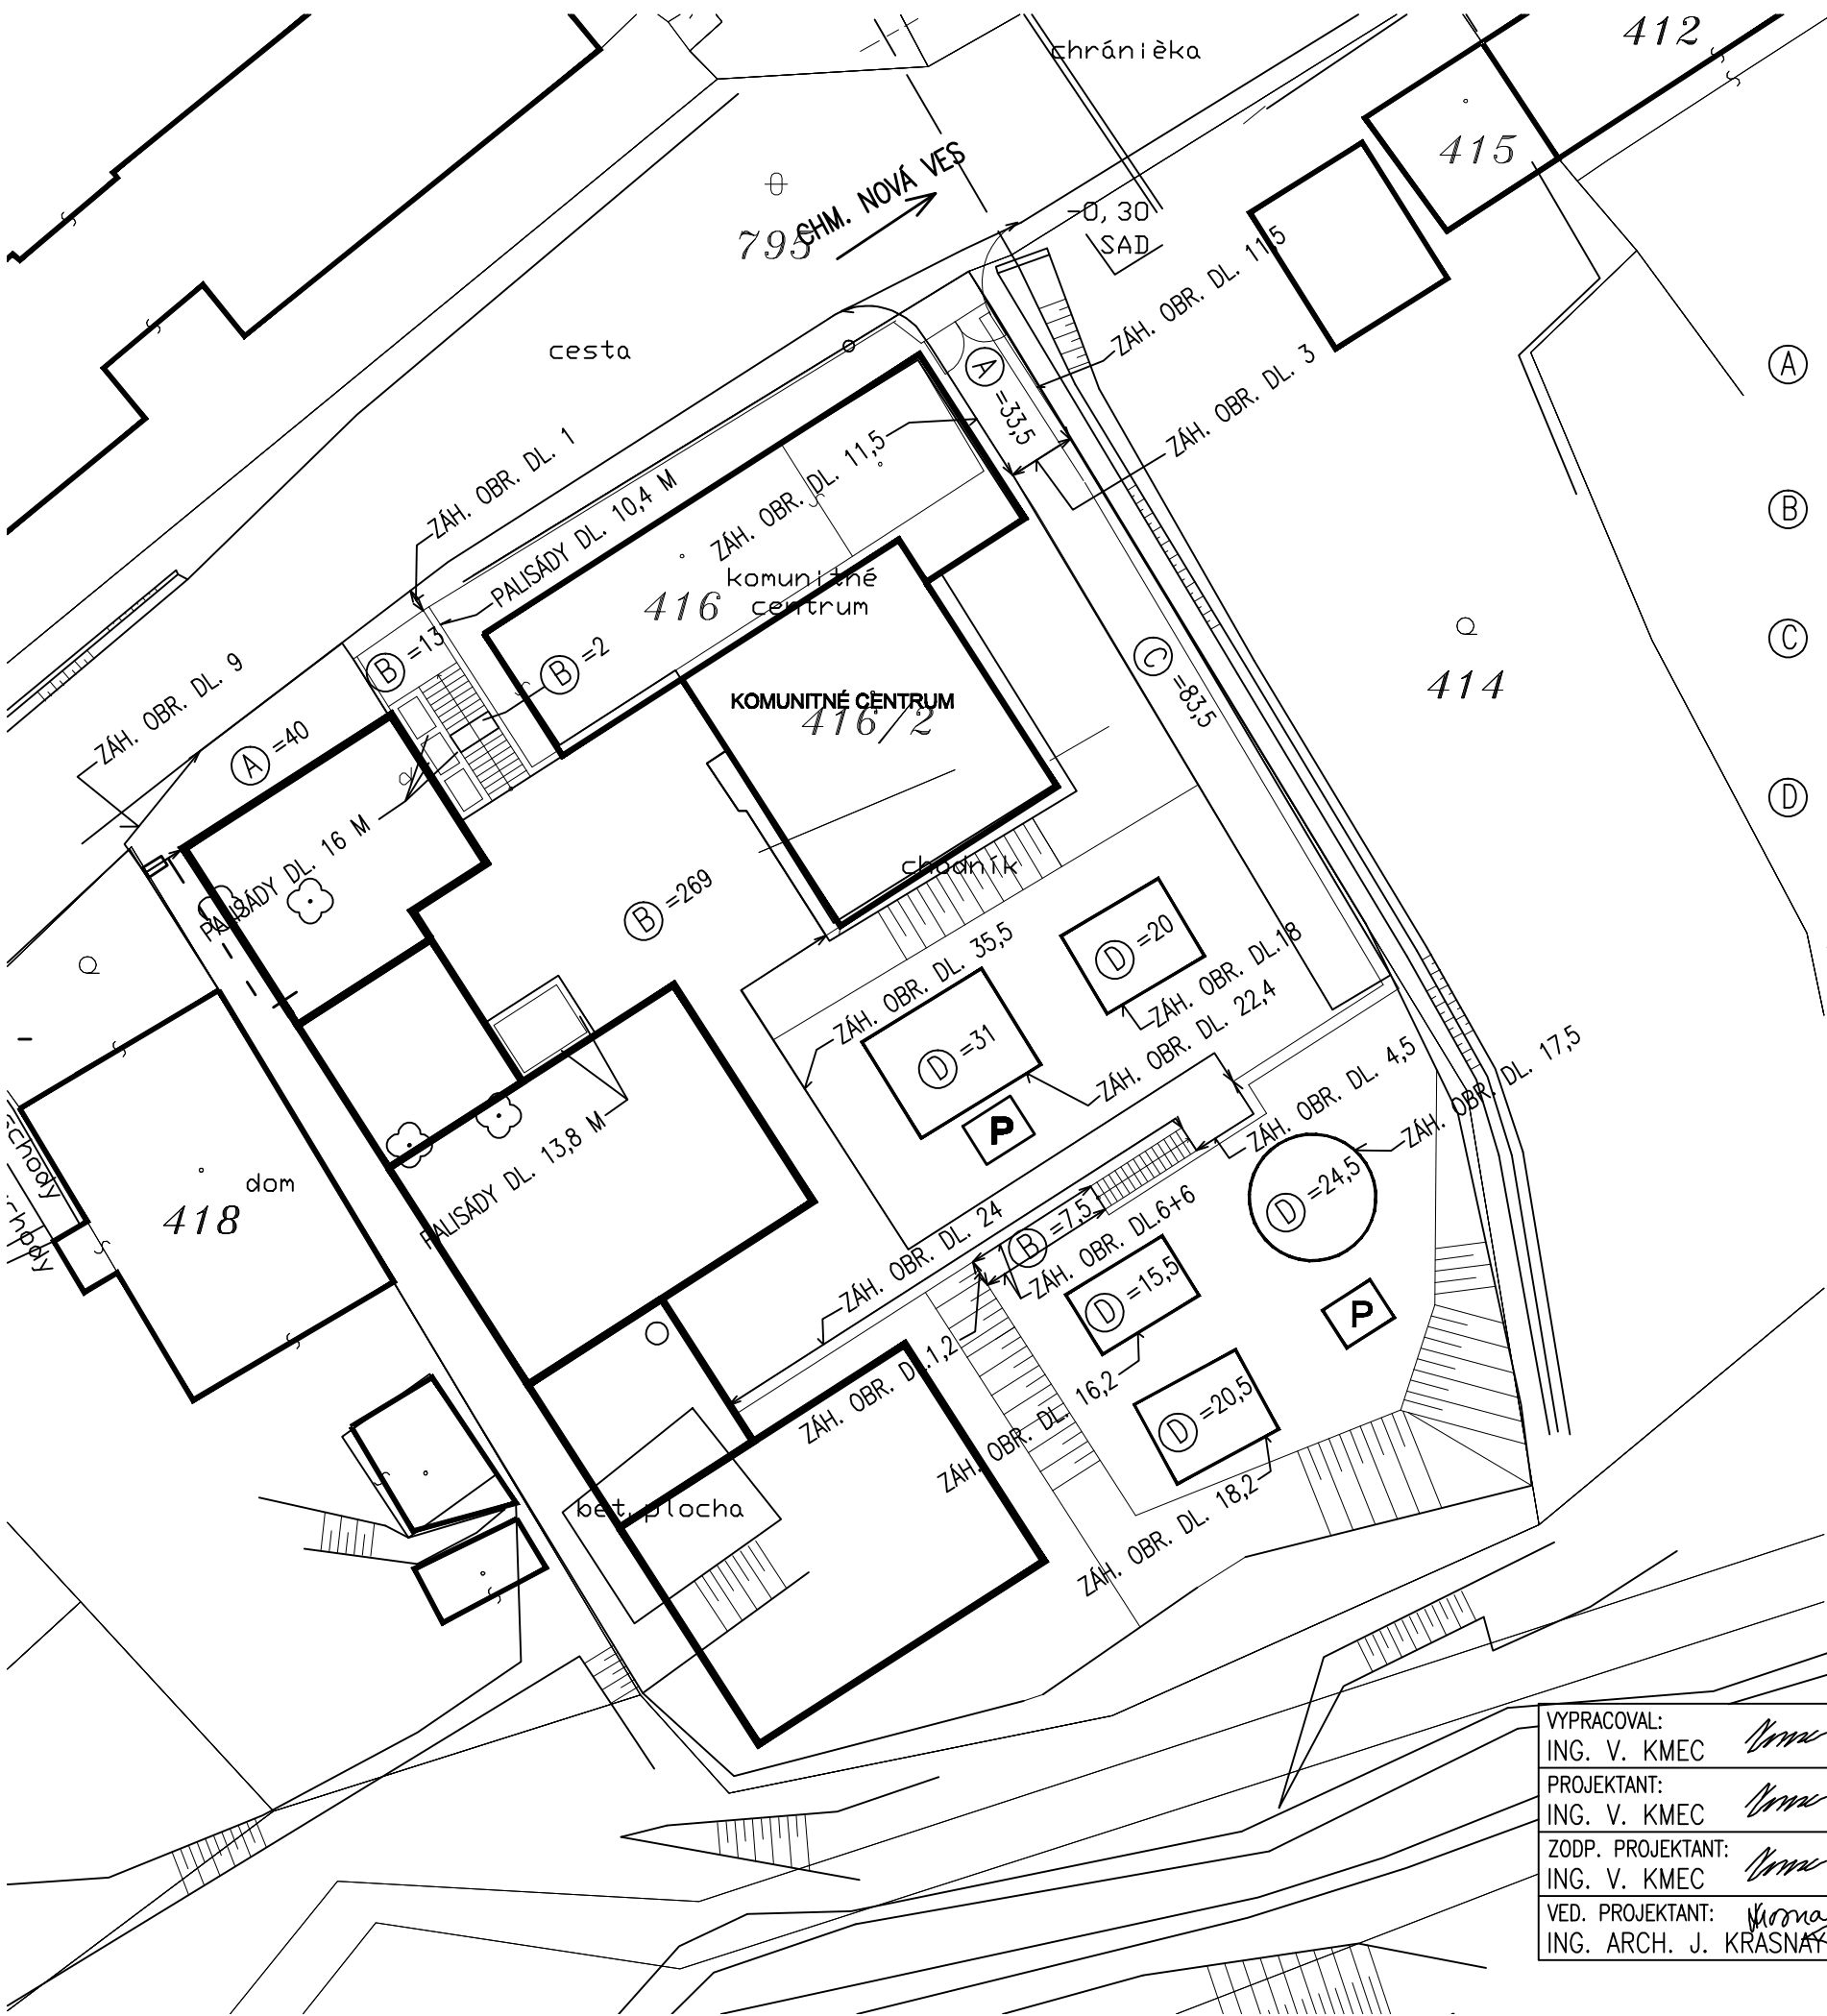 412
chránièka
415
CHM. NOVÁ VES
795
-0,30
SAD
ZÁH. OBR. DL. 11,5
cesta
A
A =33,5
ZÁH. OBR. DL. 3
ZÁH. OBR. DL. 1
ZÁH. OBR. DL. 11,5
PALISÁDY DL. 10,4 M
B
komunitné
centrum
416
B =13
B =2
C =83,5
C
Q
414
ZÁH. OBR. DL. 9
KOMUNITNÉ CENTRUM
416/2
A =40
PALISÁDY DL. 16 M
D
chodník
B =269
D =20
ZÁH. OBR. DL. 35,5
ZÁH. OBR. DL.18
Q
D =31
ZÁH. OBR. DL. 22,4
ZÁH. OBR. DL. 4,5
ZÁH. OBR. DL. 17,5
P
PALISÁDY DL. 13,8 M
schody
dom
418
schody
D =24,5
B =7,5
ZÁH. OBR. DL.6+6
ZÁH. OBR. DL. 24
D =15,5
P
ZÁH. OBR. DL.1,2
ZÁH. OBR. DL. 16,2
D =20,5
bet. plocha
ZÁH. OBR. DL. 18,2
VYPRACOVAL:
ING. V. KMEC
PROJEKTANT:
ING. V. KMEC
ZODP. PROJEKTANT:
ING. V. KMEC
VED. PROJEKTANT:
ING. ARCH. J. KRASNAY